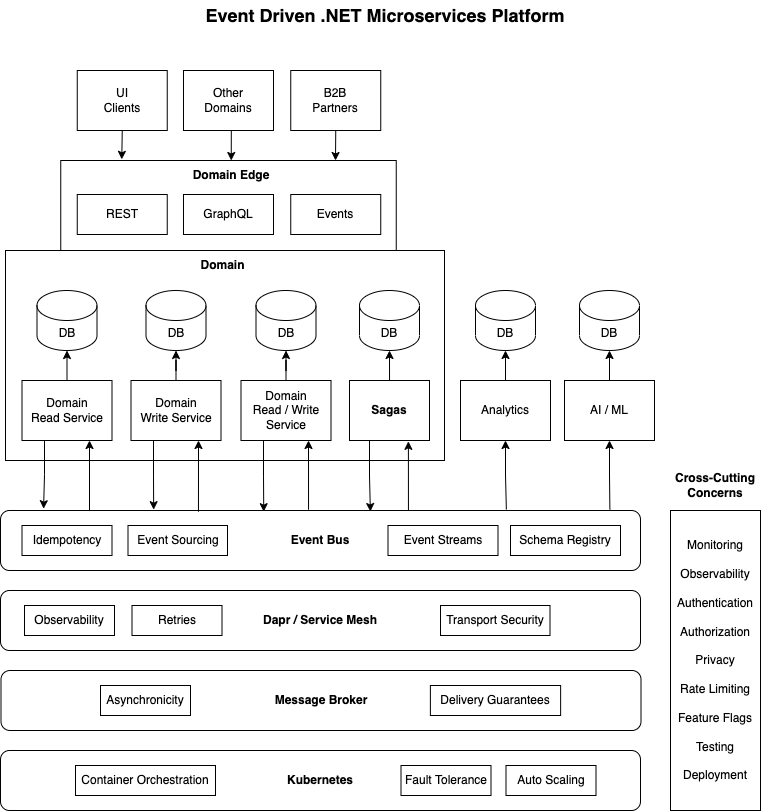 Event Driven .NET Microservices Platform
UI
Clients
Other
Domains
B2B
Partners
Domain Edge
REST
GraphQL
Events
Domain
DB
DB
DB
DB
DB
DB
Domain
Read Service
Domain
Write Service
Domain
Read / Write
Service
Sagas
Analytics
AI / ML
Idempotency
Event Sourcing
Event Bus
Event Streams
Schema Registry
Observability
Retries
Dapr / Service Mesh
Transport Security
Asynchronicity
Message Broker
Delivery Guarantees
Container Orchestration
Kubernetes
Fault Tolerance
Auto Scaling
Cross-Cutting
Concerns
Monitoring
Observability
Authentication
Authorization
Privacy
Rate Limiting
Feature Flags
Testing
Deployment